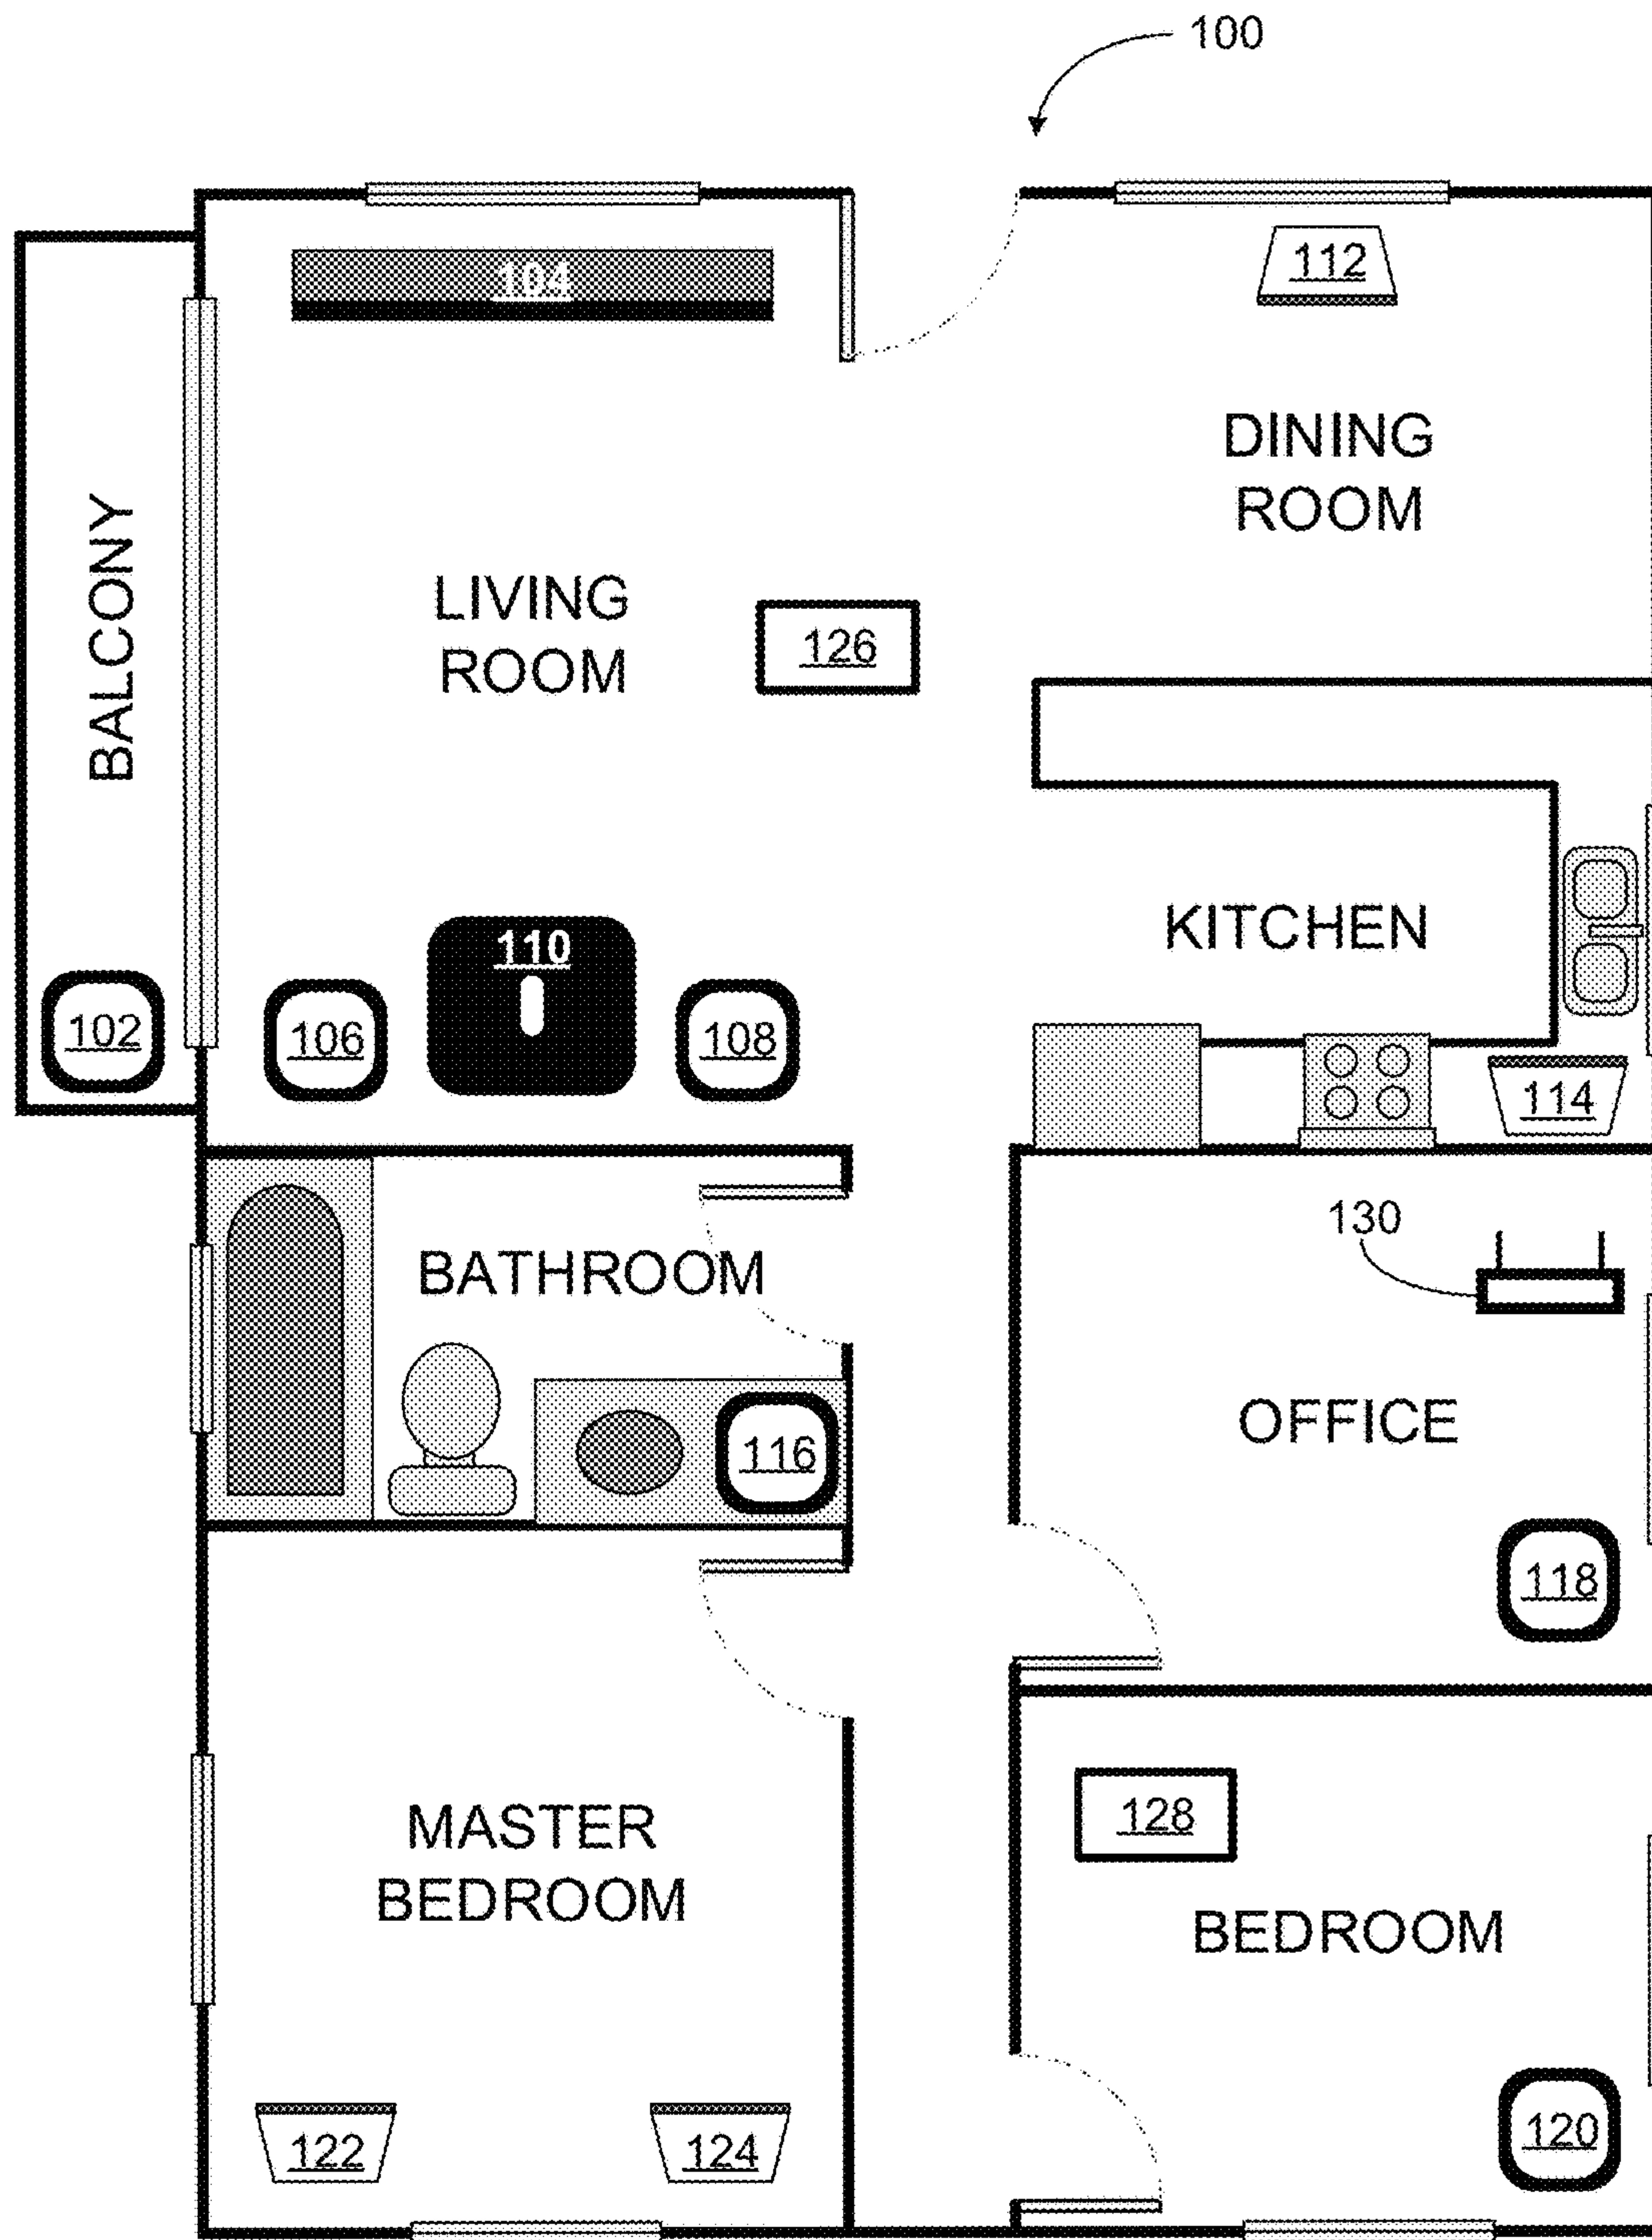 100
104
112
DINING
ROOM
BALCONY
LIVING
ROOM
126
KITCHEN
110
102
106
108
114
130
BATHROOM
OFFICE
116
118
MASTER
BEDROOM
128
BEDROOM
122
124
120